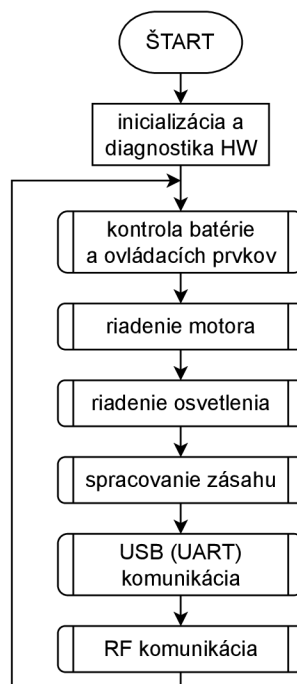 ŠTART
inicializácia a
diagnostika HW
kontrola batérie
a ovládacích prvkov
riadenie motora
riadenie osvetlenia
spracovanie zásahu
USB (UART)
komunikácia
RF komunikácia